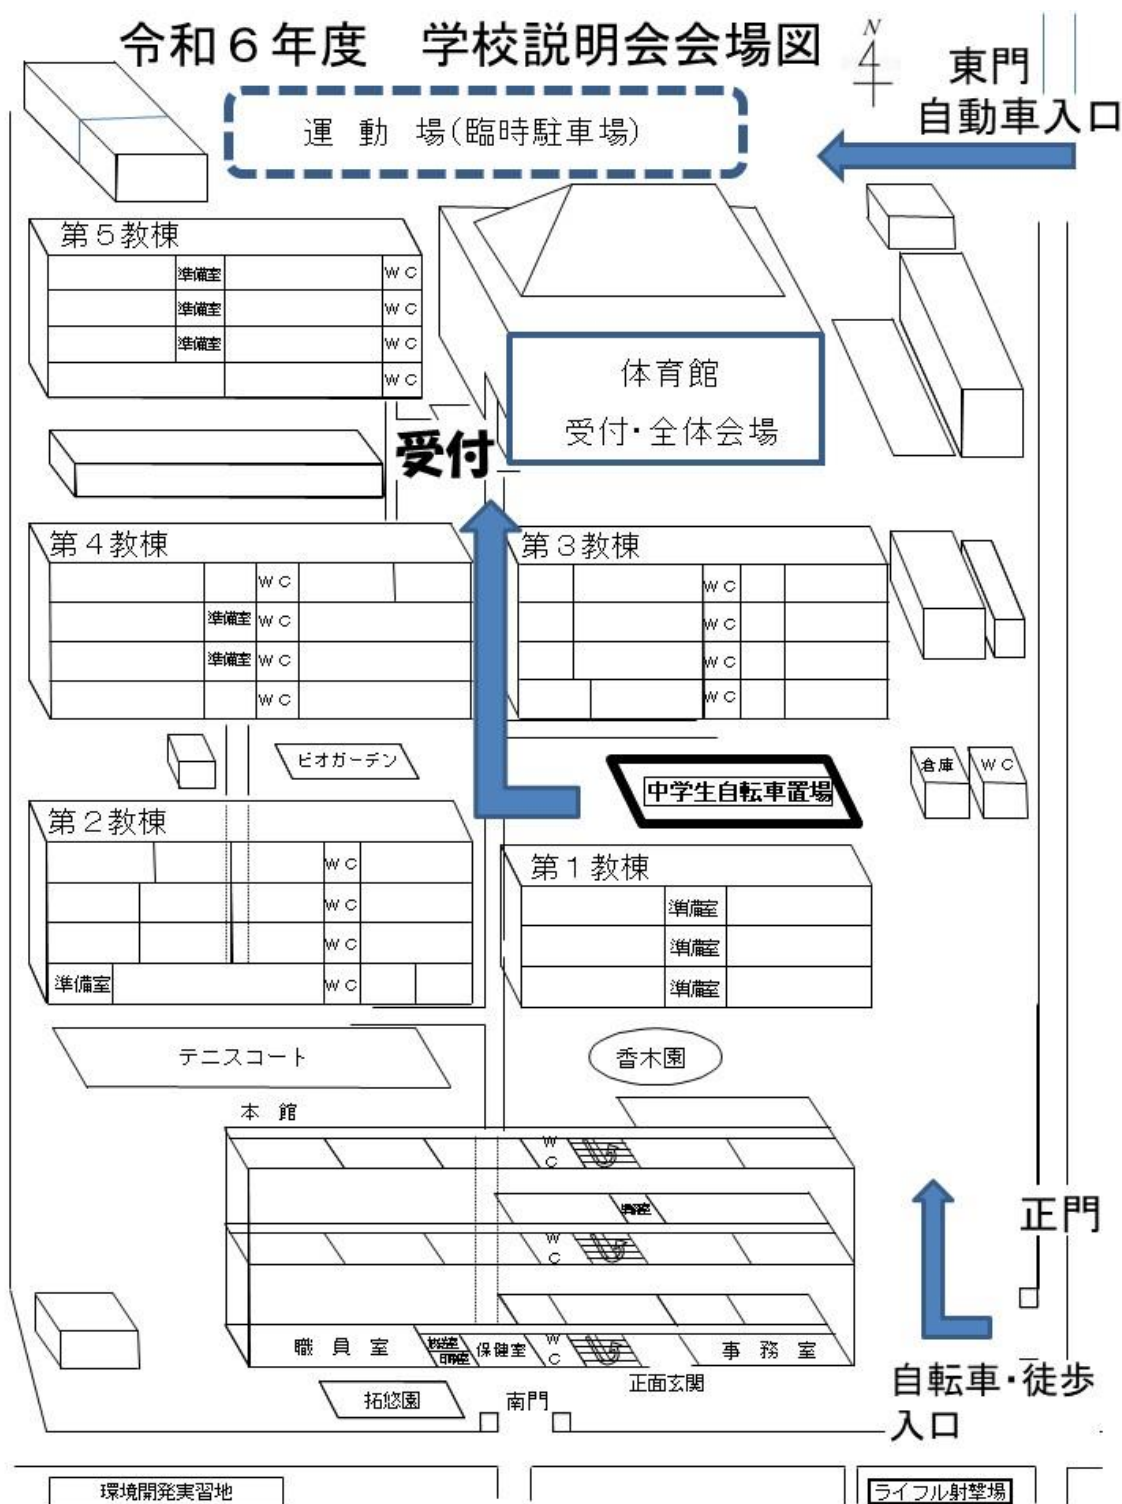 令和６年度　学校説明会会場図
N
東門
自動車入口
運 動 場(臨時駐車場)
第５教棟
準備室
ＷＣ
準備室
ＷＣ
準備室
ＷＣ
ＷＣ
体育館
受付・全体会場
受付
第４教棟
ＷＣ
準備室
ＷＣ
準備室
ＷＣ
ＷＣ
第３教棟
ＷＣ
ＷＣ
ＷＣ
ＷＣ
ビオガーデン
中学生自転車置場
倉庫
ＷＣ
第２教棟
ＷＣ
ＷＣ
ＷＣ
準備室
ＷＣ
第１教棟
準備室
準備室
準備室
テニスコート
香木園
本 館
ＷＣ
ＷＣ
職 員 室
保健室
ＷＣ
事 務 室
正門
正面玄関
自転車・徒歩
入口
拓悠園
南門
環境開発実習地
ライフル射撃場